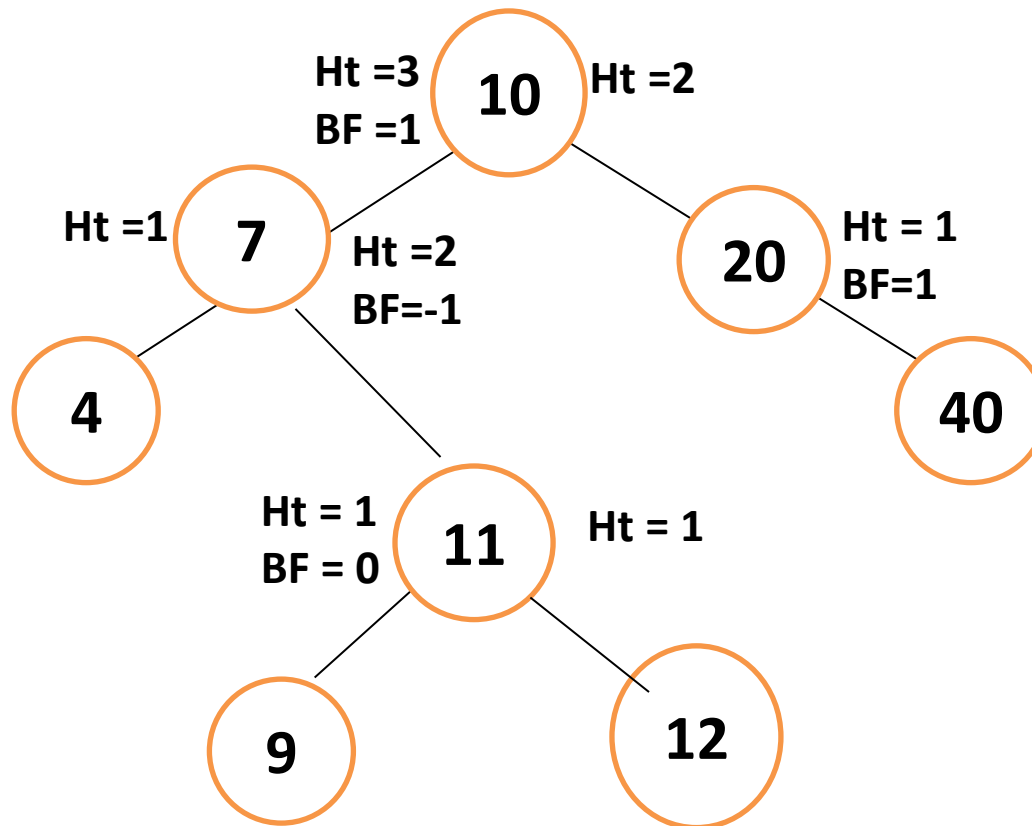 Ht =3
BF =1
10
Ht =2
Ht =1
7
Ht =2
BF=-1
20
Ht = 1
BF=1
4
40
Ht = 1
BF = 0
11
Ht = 1
9
12